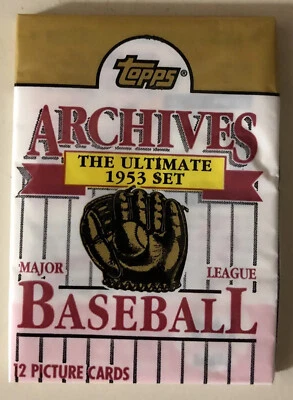 topps®
ARCHIVES
THE ULTIMATE
1953 SET
MAJOR LEAGUE
BASEBALL
12 PICTURE CARDS